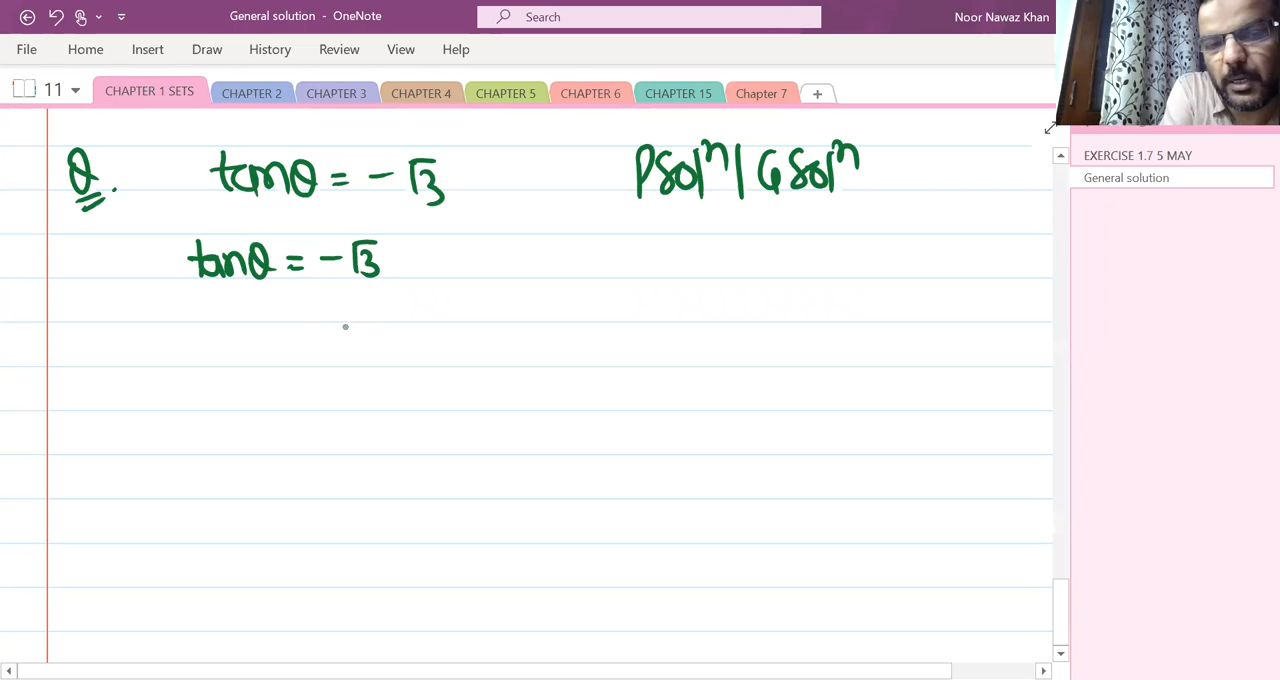 General solution - OneNote
Search
Noor Nawaz Khan
File Home Insert Draw History Review View Help
11 CHAPTER 1 SETS CHAPTER 2 CHAPTER 3 CHAPTER 4 CHAPTER 5 CHAPTER 6 CHAPTER 15 Chapter 7 +
EXERCISE 1.7 5 MAY
General solution
Q. tanθ = -√3 PSolⁿ | GSolⁿ
tanθ = -√3